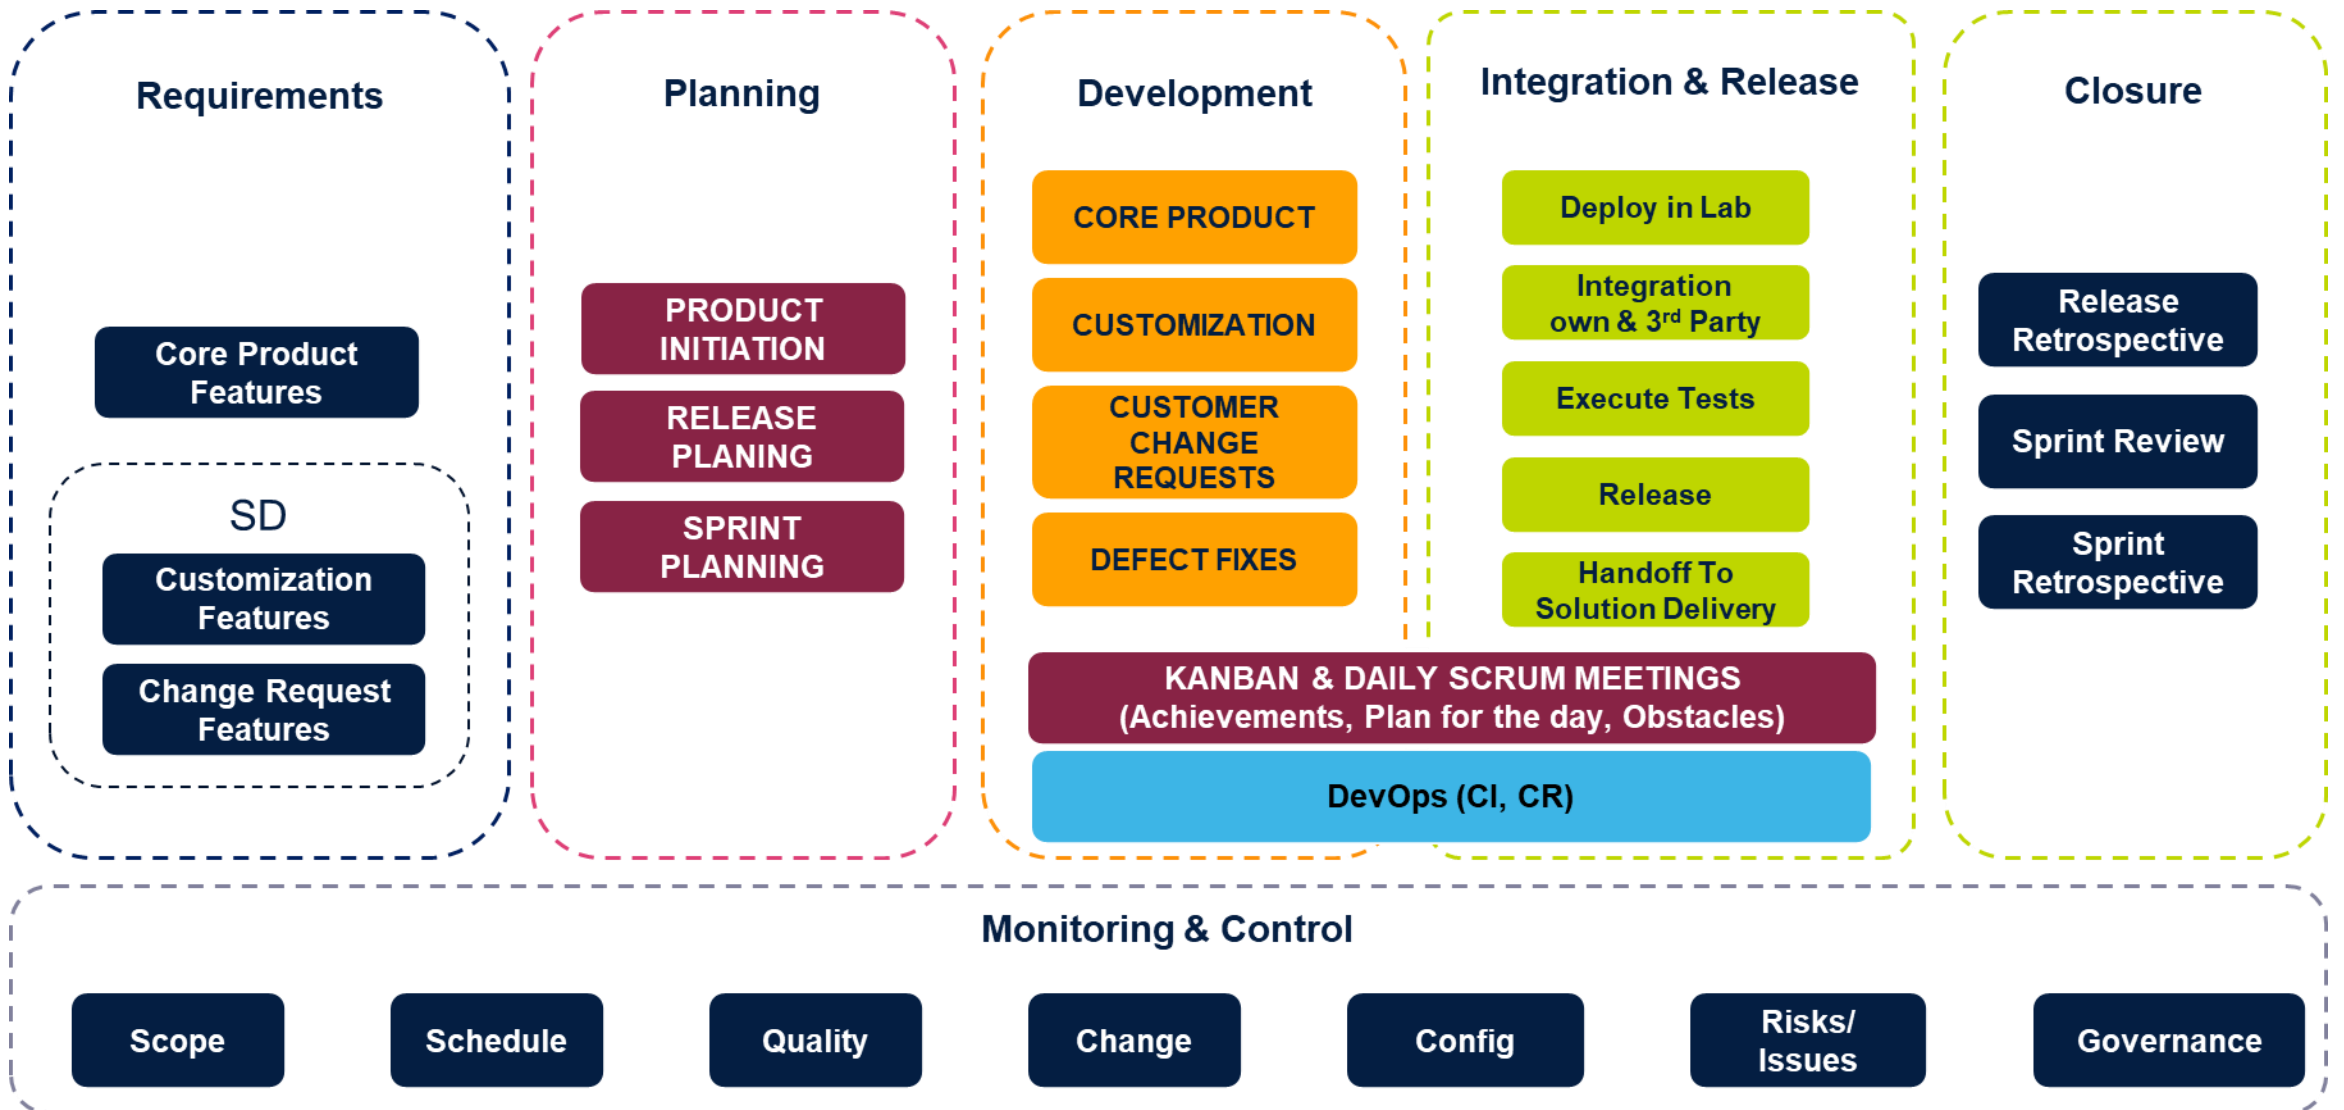 Requirements
Core Product
Features
SD
Customization
Features
Change Request
Features
Planning
PRODUCT
INITIATION
RELEASE
PLANING
SPRINT
PLANNING
Development
CORE PRODUCT
CUSTOMIZATION
CUSTOMER
CHANGE
REQUESTS
DEFECT FIXES
Integration & Release
Deploy in Lab
Integration
own & 3rd Party
Execute Tests
Release
Handoff To
Solution Delivery
KANBAN & DAILY SCRUM MEETINGS
(Achievements, Plan for the day, Obstacles)
DevOps (CI, CR)
Closure
Release
Retrospective
Sprint Review
Sprint
Retrospective
Monitoring & Control
Scope
Schedule
Quality
Change
Config
Risks/
Issues
Governance